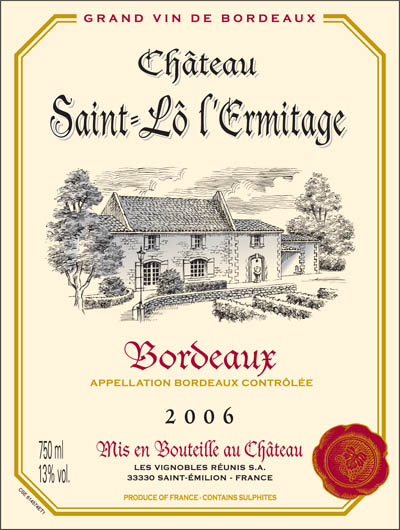 GRAND VIN DE BORDEAUX
Château
Saint-Lô l'Ermitage
Bordeaux
APPELLATION BORDEAUX CONTRÔLÉE
2006
750 ml
13% vol.
Mis en Bouteille au Château
LES VIGNOBLES RÉUNIS S.A.
33330 SAINT-ÉMILION - FRANCE
PRODUCE OF FRANCE - CONTAINS SULPHITES